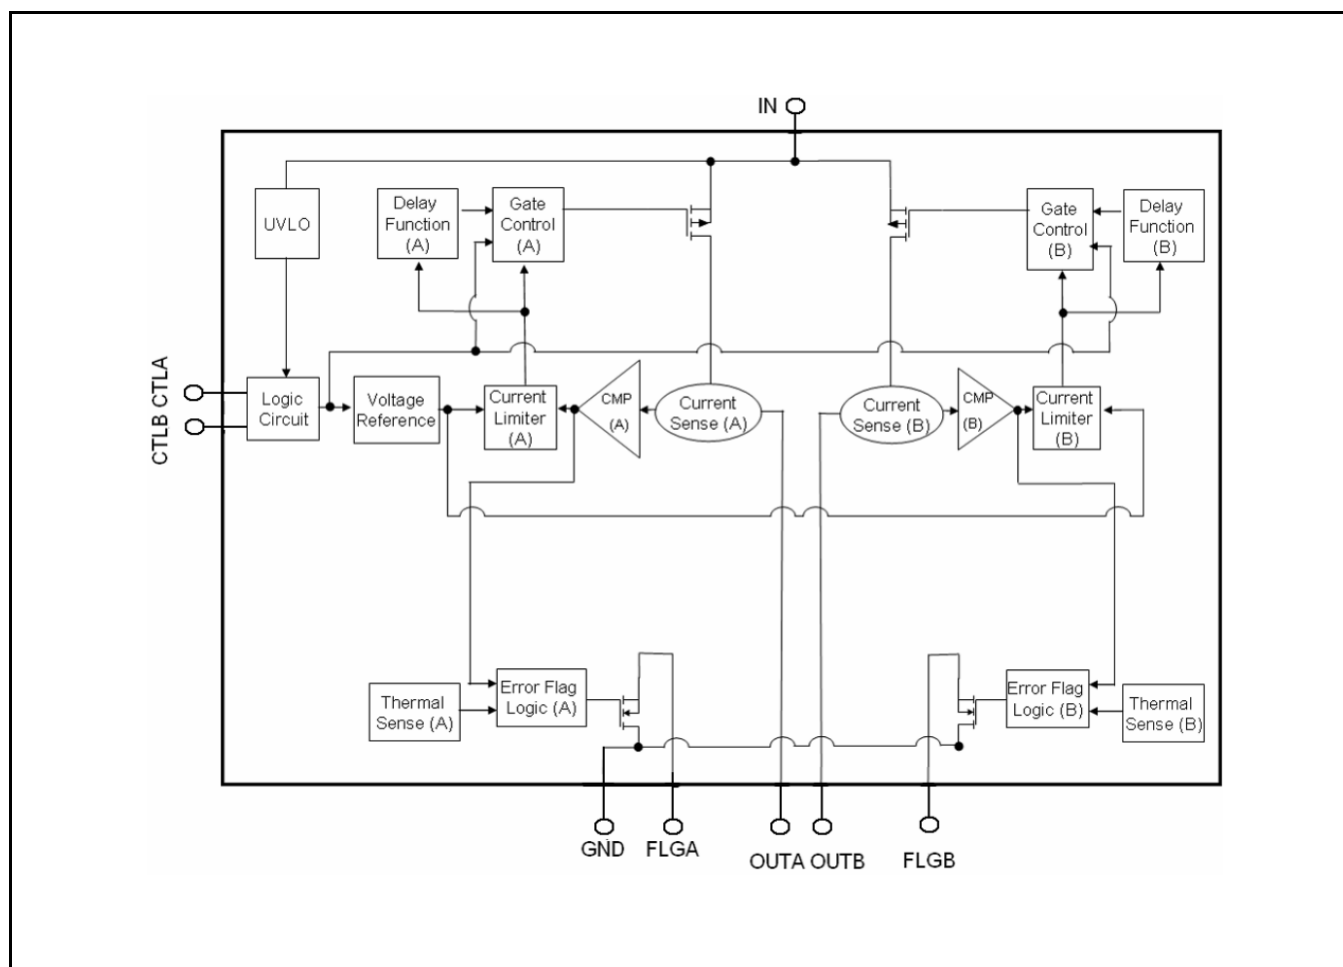 IN
UVLO
Delay
Function
(A)
Gate
Control
(A)
Gate
Control
(B)
Delay
Function
(B)
CTLB CTLA
Logic
Circuit
Voltage
Reference
Current
Limiter
(A)
CMP
(A)
Current
Sense (A)
Current
Sense (B)
CMP
(B)
Current
Limiter
(B)
Thermal
Sense (A)
Error Flag
Logic (A)
Error Flag
Logic (B)
Thermal
Sense (B)
GND
FLGA
OUTA
OUTB
FLGB